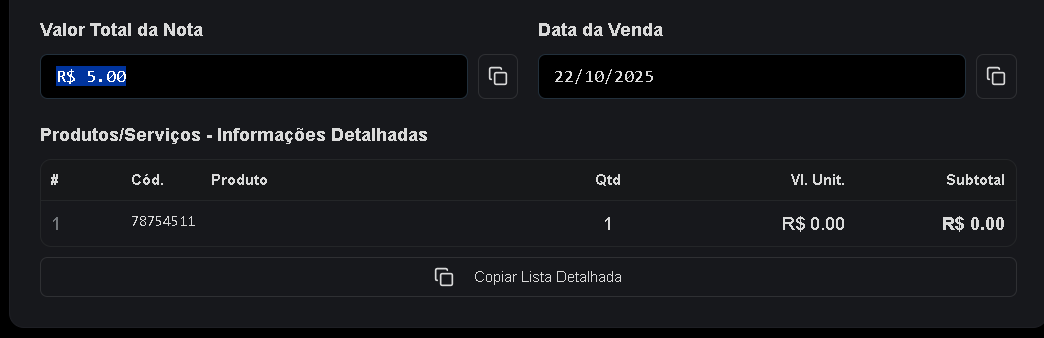 Valor Total da Nota
Data da Venda
R$ 5.00
22/10/2025
Produtos/Serviços - Informações Detalhadas
# Cód. Produto Qtd Vl. Unit. Subtotal
1 78754511 1 R$ 0.00 R$ 0.00
Copiar Lista Detalhada